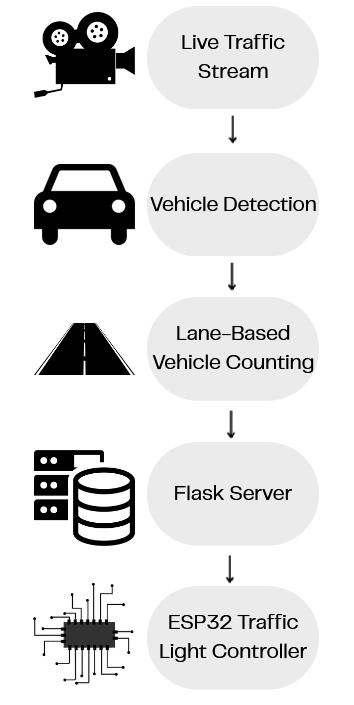 Live Traffic
Stream
Vehicle Detection
Lane-Based
Vehicle Counting
Flask Server
ESP32 Traffic
Light Controller